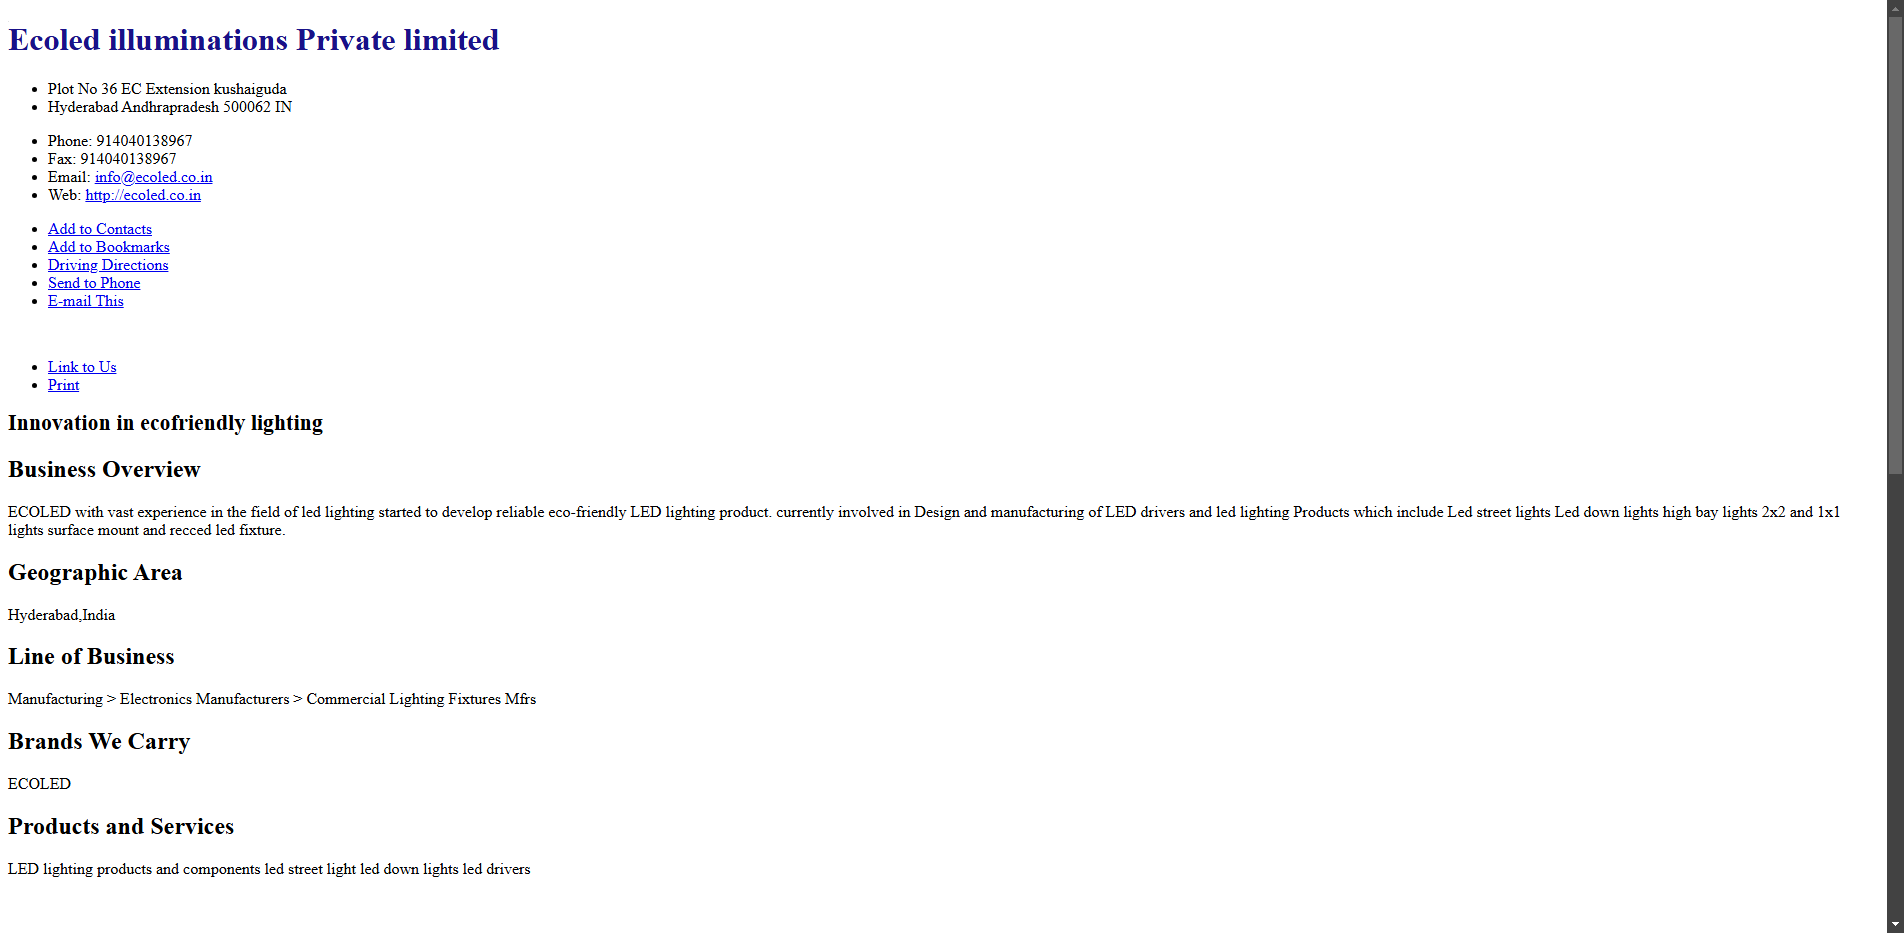 Ecoled illuminations Private limited
Plot No 36 EC Extension kushaiguda
Hyderabad Andhrapradesh 500062 IN
Phone: 914040138967
Fax: 914040138967
Email: info@ecoled.co.in
Web: http://ecoled.co.in
Add to Contacts
Add to Bookmarks
Driving Directions
Send to Phone
E-mail This
Link to Us
Print
Innovation in ecofriendly lighting
Business Overview
ECOLED with vast experience in the field of led lighting started to develop reliable eco-friendly LED lighting product. currently involved in Design and manufacturing of LED drivers and led lighting Products which include Led street lights Led down lights high bay lights 2x2 and 1x1
lights surface mount and recced led fixture.
Geographic Area
Hyderabad,India
Line of Business
Manufacturing > Electronics Manufacturers > Commercial Lighting Fixtures Mfrs
Brands We Carry
ECOLED
Products and Services
LED lighting products and components led street light led down lights led drivers